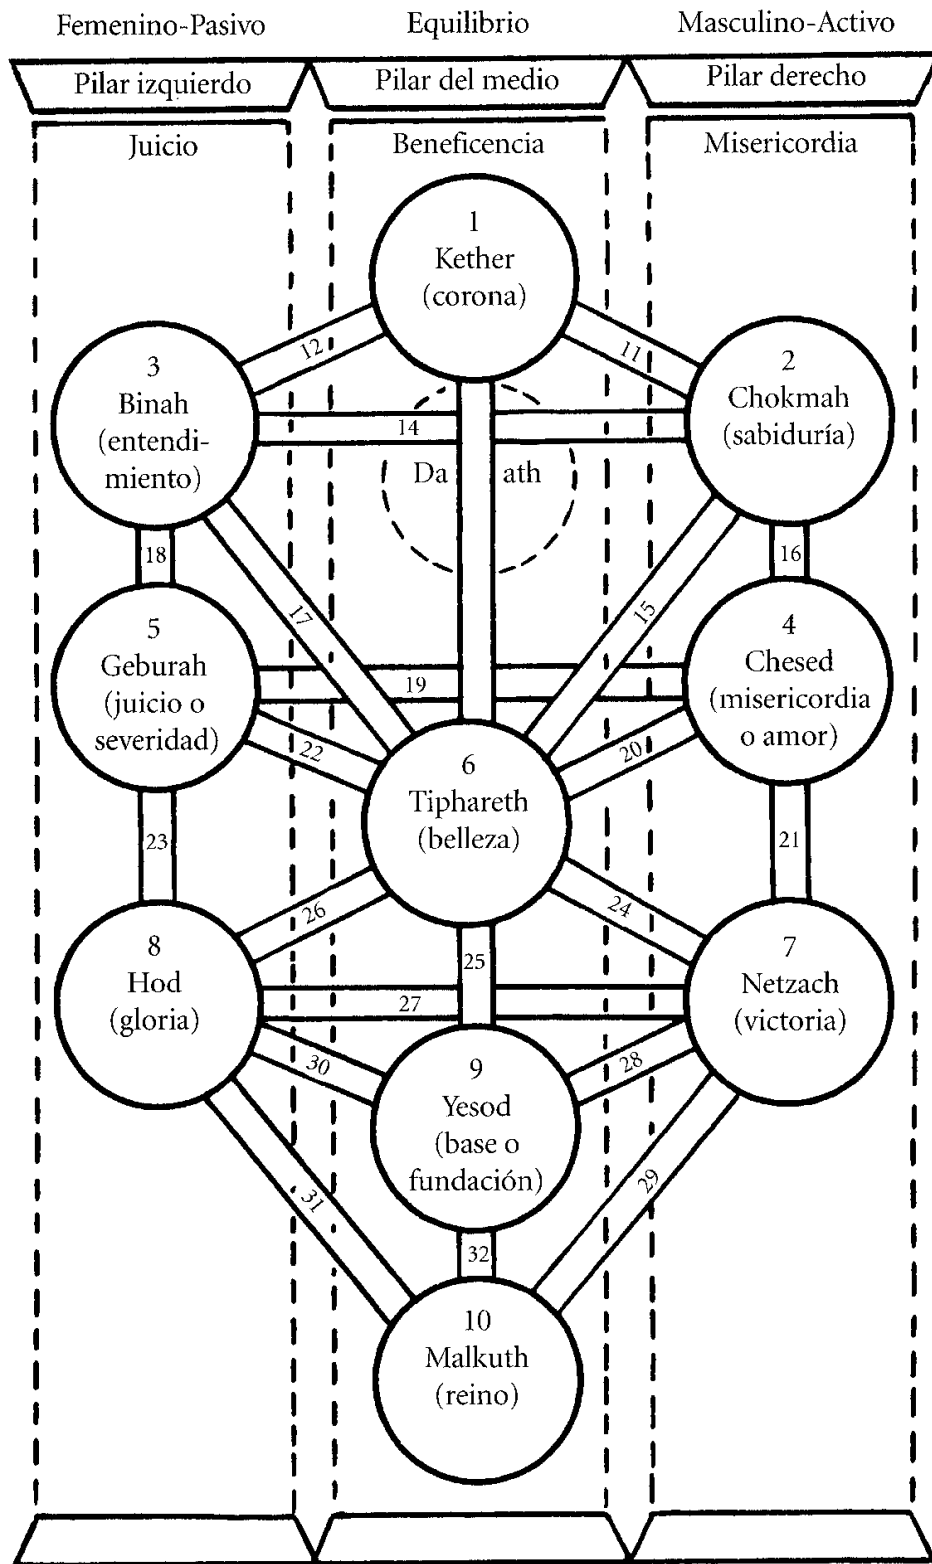 Femenino-Pasivo
Equilibrio
Masculino-Activo
Pilar izquierdo
Pilar del medio
Pilar derecho
Juicio
Beneficencia
Misericordia
1
Kether
(corona)
12
11
3
Binah
(entendi-
miento)
2
Chokmah
(sabiduría)
14
Da ath
18
16
17
15
5
Geburah
(juicio o
severidad)
4
Chesed
(misericordia
o amor)
19
22
20
6
Tiphareth
(belleza)
23
21
26
24
8
Hod
(gloria)
25
7
Netzach
(victoria)
27
30
28
9
Yesod
(base o
fundación)
31
29
32
10
Malkuth
(reino)